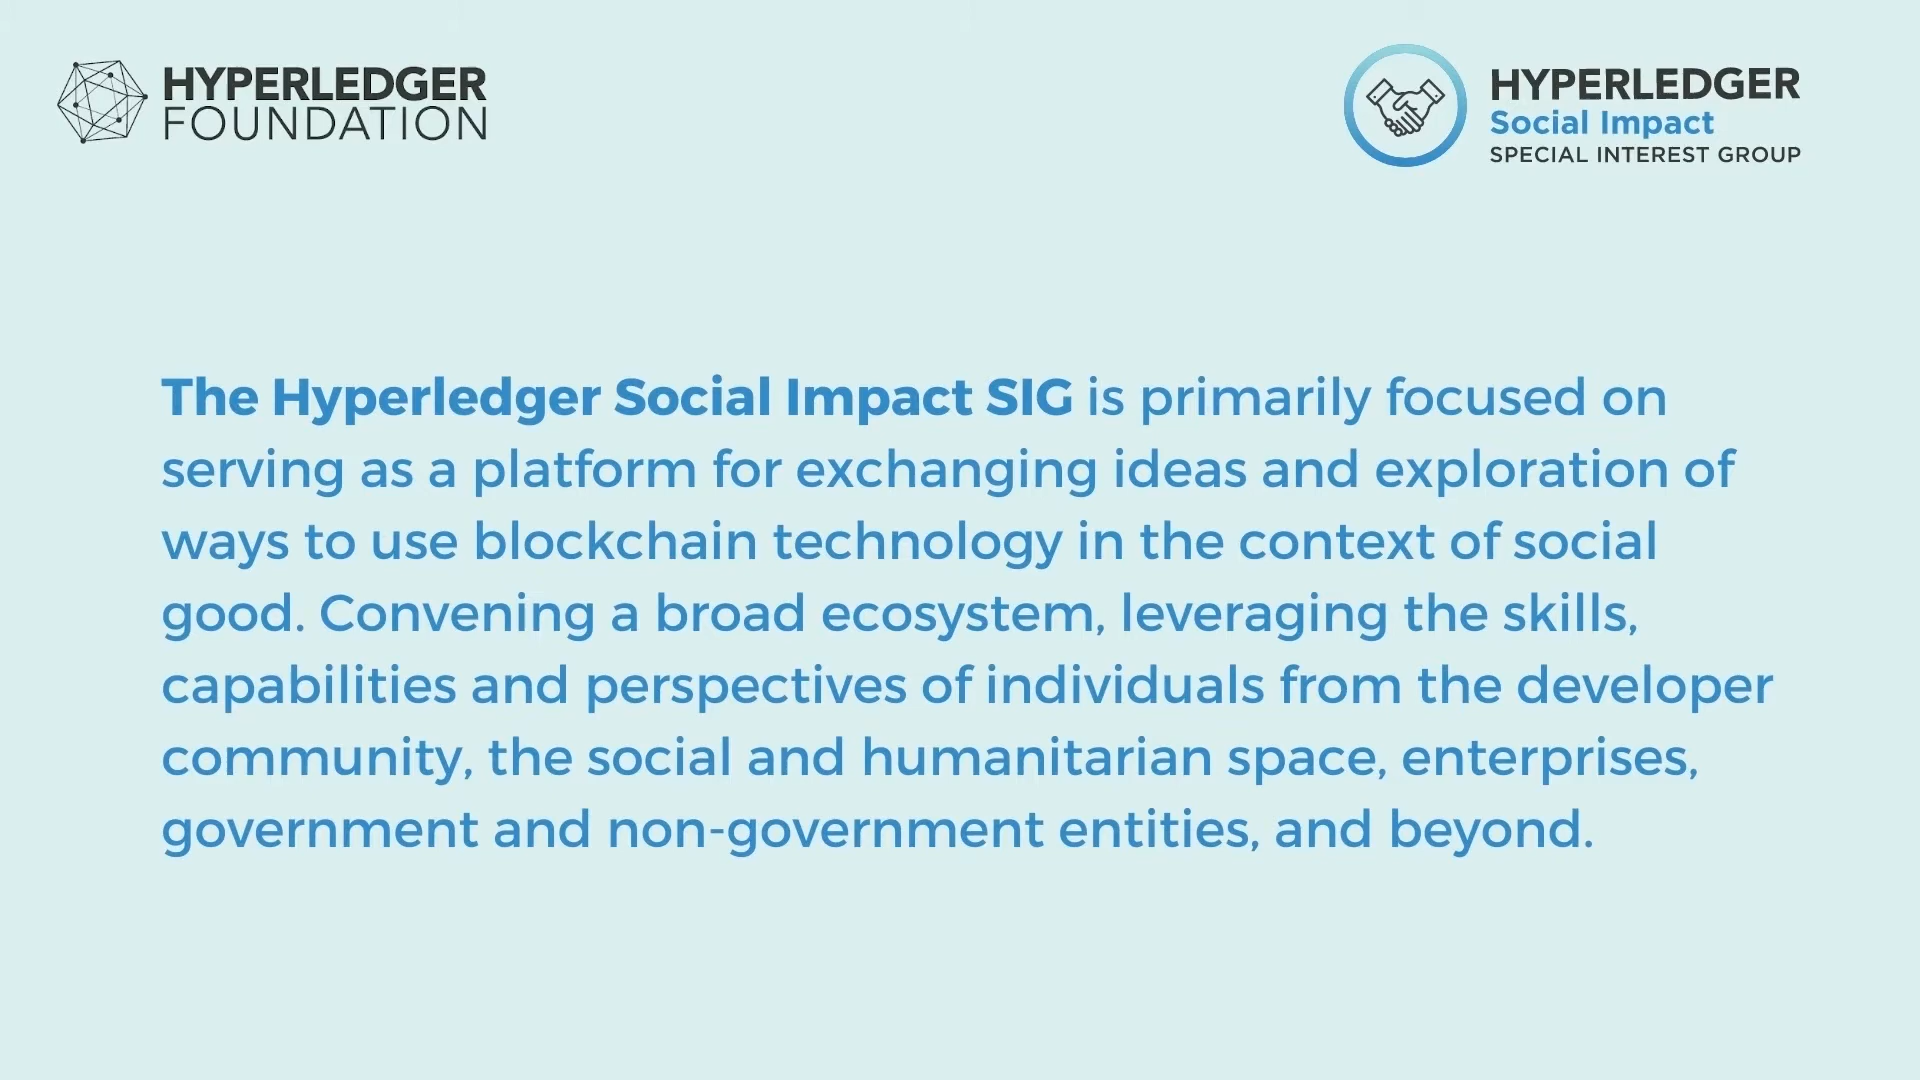 HYPERLEDGER
FOUNDATION
HYPERLEDGER
Social Impact
SPECIAL INTEREST GROUP
The Hyperledger Social Impact SIG is primarily focused on
serving as a platform for exchanging ideas and exploration of
ways to use blockchain technology in the context of social
good. Convening a broad ecosystem, leveraging the skills,
capabilities and perspectives of individuals from the developer
community, the social and humanitarian space, enterprises,
government and non-government entities, and beyond.